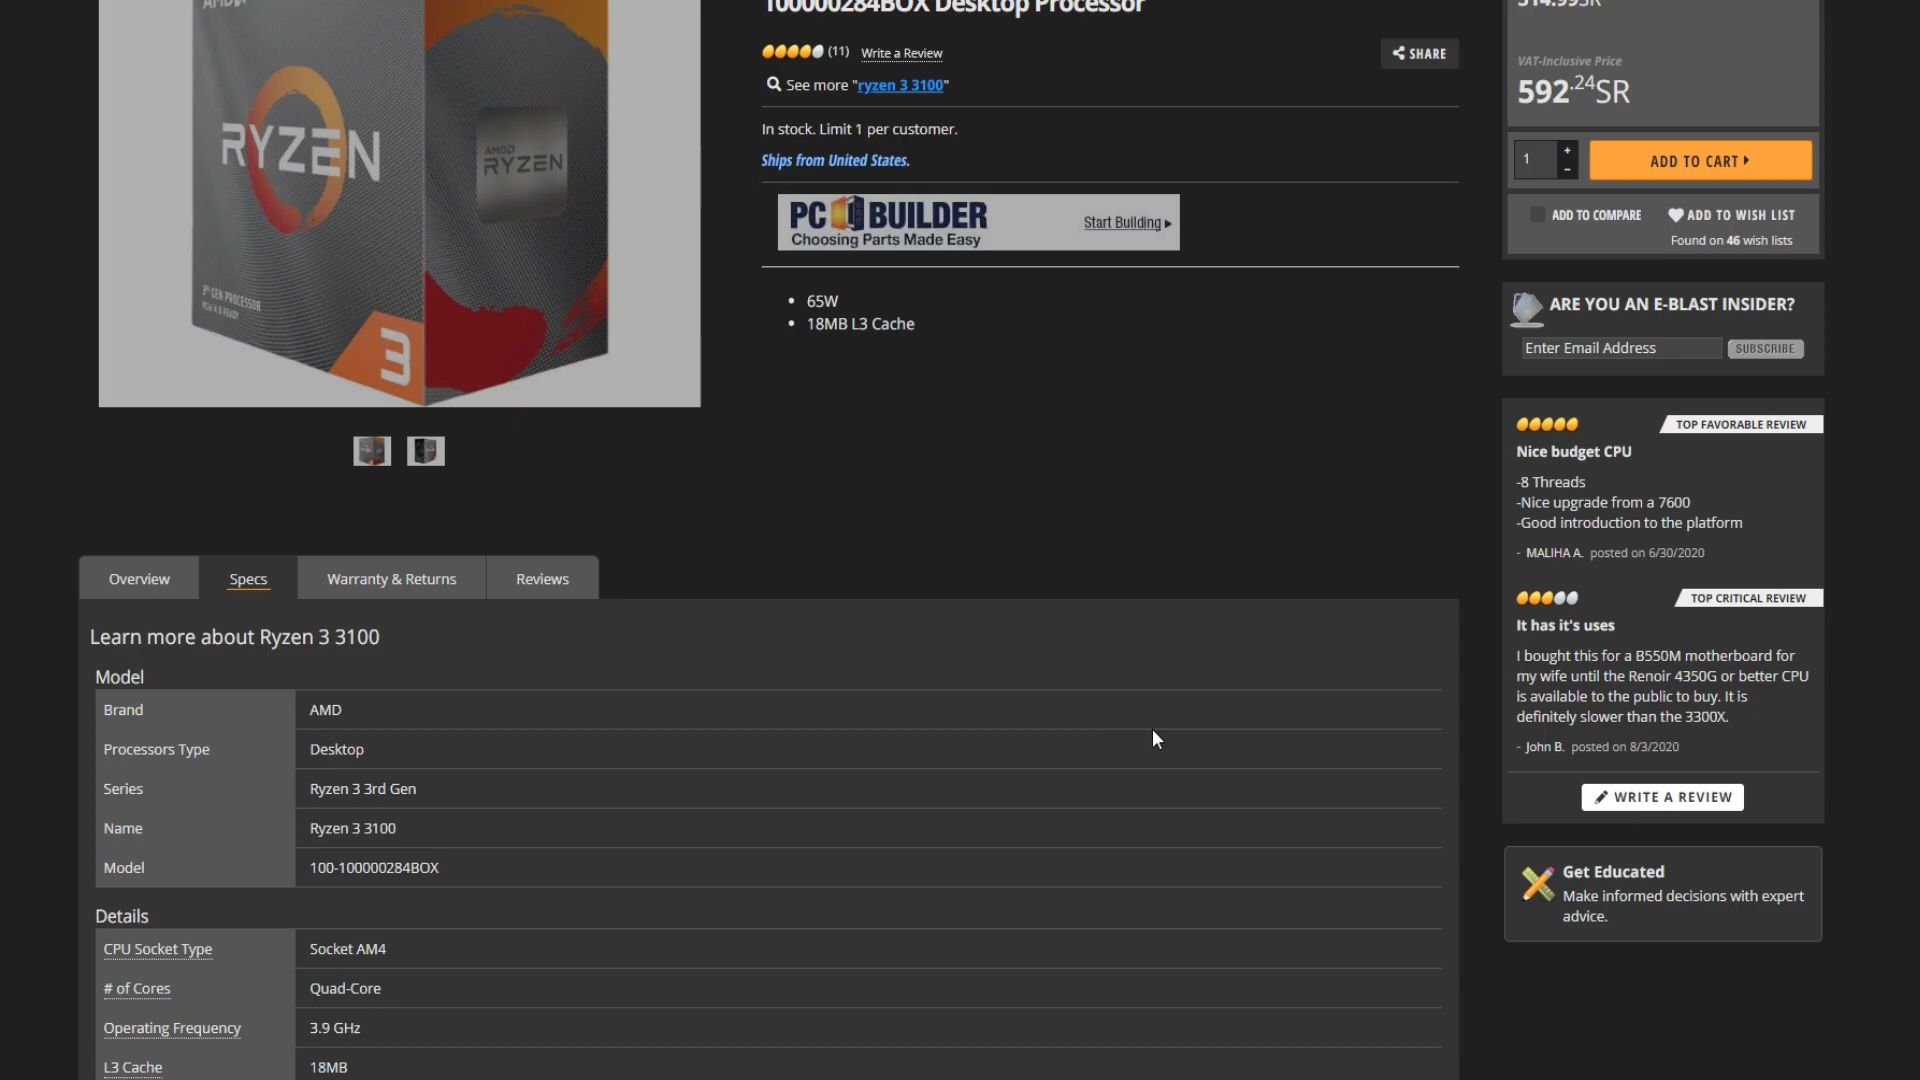 100000284BOX Desktop Processor
(11) Write a Review
SHARE
See more "ryzen 3 3100"
In stock. Limit 1 per customer.
Ships from United States.
PC BUILDER
Choosing Parts Made Easy
Start Building
65W
18MB L3 Cache
AMD
RYZEN
3
AMD
RYZEN
3RD GEN PROCESSOR
PCIe 4.0 READY
514.99SR
VAT-Inclusive Price
592.24SR
1
+
-
ADD TO CART
ADD TO COMPARE
ADD TO WISH LIST
Found on 46 wish lists
ARE YOU AN E-BLAST INSIDER?
Enter Email Address
SUBSCRIBE
TOP FAVORABLE REVIEW
Nice budget CPU
-8 Threads
-Nice upgrade from a 7600
-Good introduction to the platform
- MALIHA A. posted on 6/30/2020
TOP CRITICAL REVIEW
It has it's uses
I bought this for a B550M motherboard for
my wife until the Renoir 4350G or better CPU
is available to the public to buy. It is
definitely slower than the 3300X.
- John B. posted on 8/3/2020
WRITE A REVIEW
Get Educated
Make informed decisions with expert
advice.
Overview
Specs
Warranty & Returns
Reviews
Learn more about Ryzen 3 3100
Model
Brand AMD
Processors Type Desktop
Series Ryzen 3 3rd Gen
Name Ryzen 3 3100
Model 100-100000284BOX
Details
CPU Socket Type Socket AM4
# of Cores Quad-Core
Operating Frequency 3.9 GHz
L3 Cache 18MB